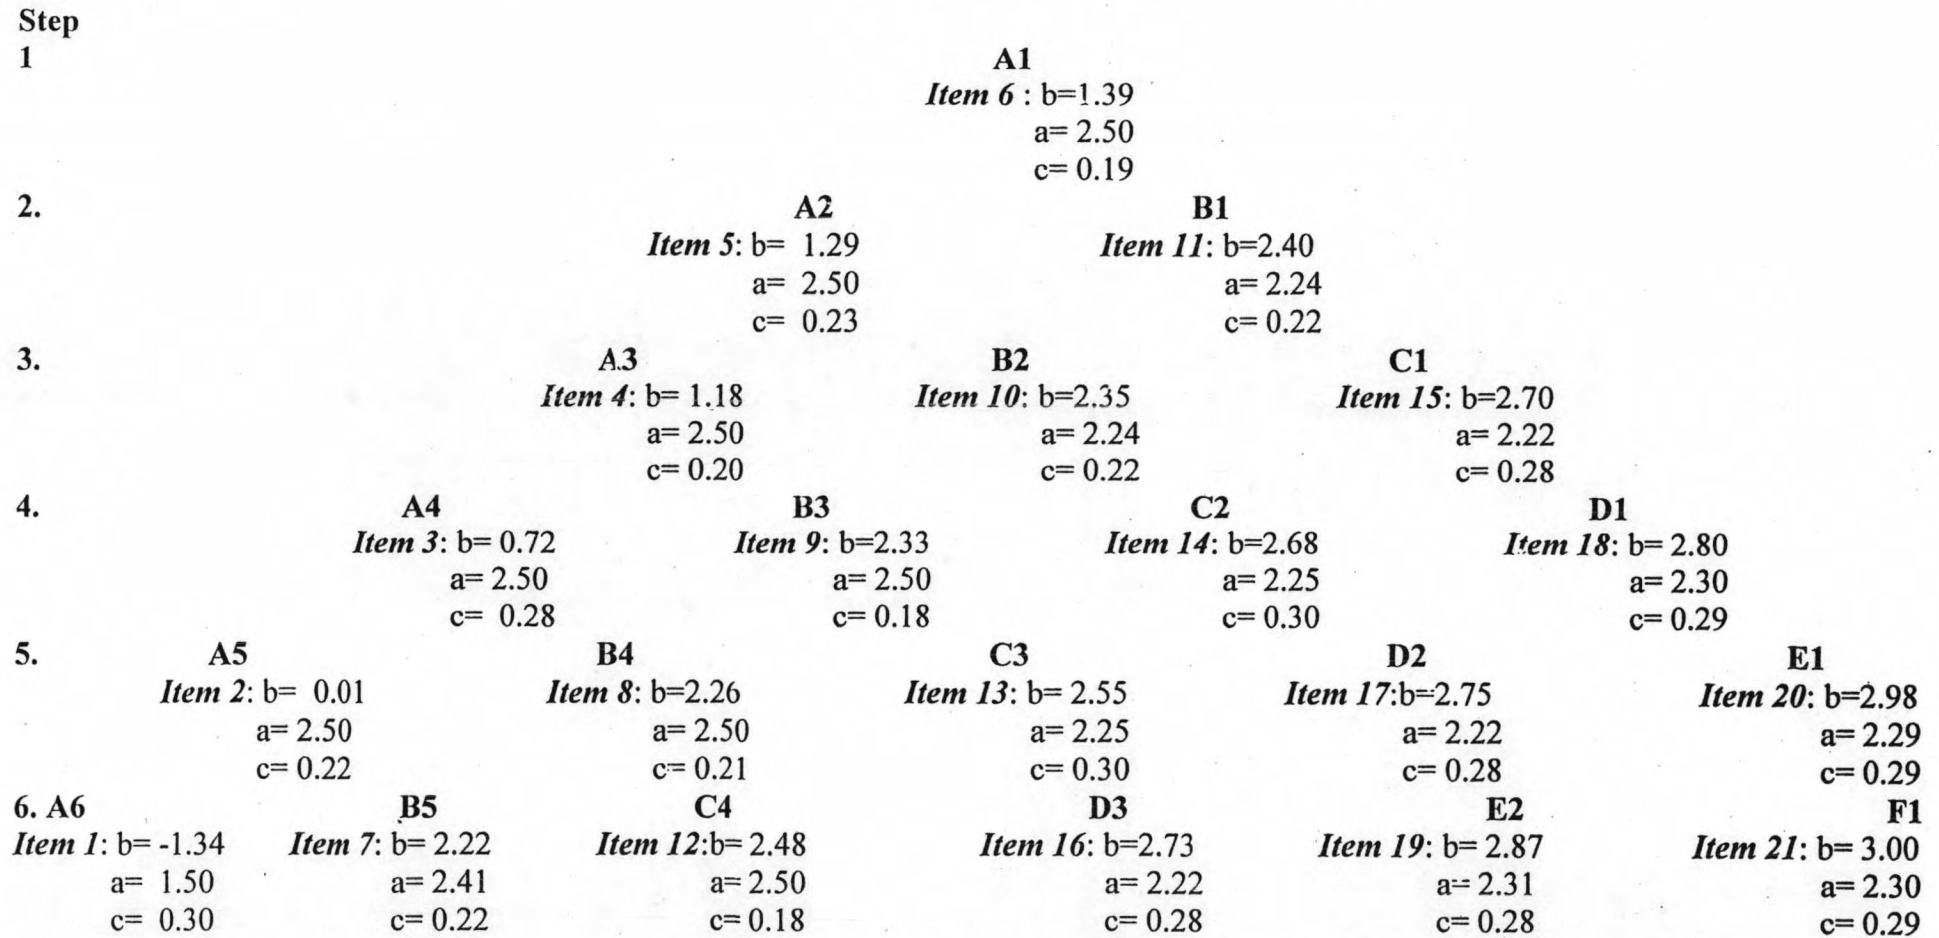 Step
1 A1
Item 6 : b=1.39
a= 2.50
c= 0.19
2. A2 B1
Item 5: b= 1.29 Item 11: b=2.40
a= 2.50 a= 2.24
c= 0.23 c= 0.22
3. A3 B2 C1
Item 4: b= 1.18 Item 10: b=2.35 Item 15: b=2.70
a= 2.50 a= 2.24 a= 2.22
c= 0.20 c= 0.22 c= 0.28
4. A4 B3 C2 D1
Item 3: b= 0.72 Item 9: b=2.33 Item 14: b=2.68 Item 18: b= 2.80
a= 2.50 a= 2.50 a= 2.25 a= 2.30
c= 0.28 c= 0.18 c= 0.30 c= 0.29
5. A5 B4 C3 D2 E1
Item 2: b= 0.01 Item 8: b=2.26 Item 13: b= 2.55 Item 17:b=2.75 Item 20: b=2.98
a= 2.50 a= 2.50 a= 2.25 a= 2.22 a= 2.29
c= 0.22 c= 0.21 c= 0.30 c= 0.28 c= 0.29
6. A6 B5 C4 D3 E2 F1
Item 1: b= -1.34 Item 7: b= 2.22 Item 12:b= 2.48 Item 16: b=2.73 Item 19: b= 2.87 Item 21: b= 3.00
a= 1.50 a= 2.41 a= 2.50 a= 2.22 a= 2.31 a= 2.30
c= 0.30 c= 0.22 c= 0.18 c= 0.28 c= 0.28 c= 0.29